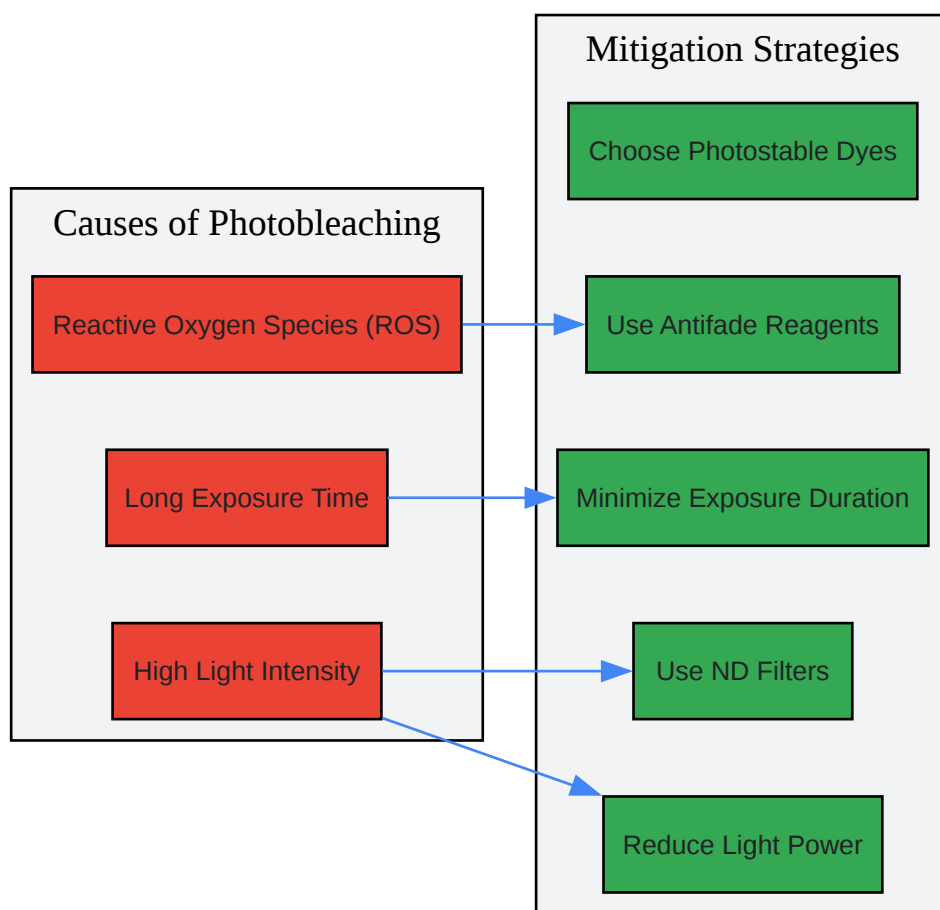 Causes of Photobleaching
Reactive Oxygen Species (ROS)
Long Exposure Time
High Light Intensity
Mitigation Strategies
Choose Photostable Dyes
Use Antifade Reagents
Minimize Exposure Duration
Use ND Filters
Reduce Light Power